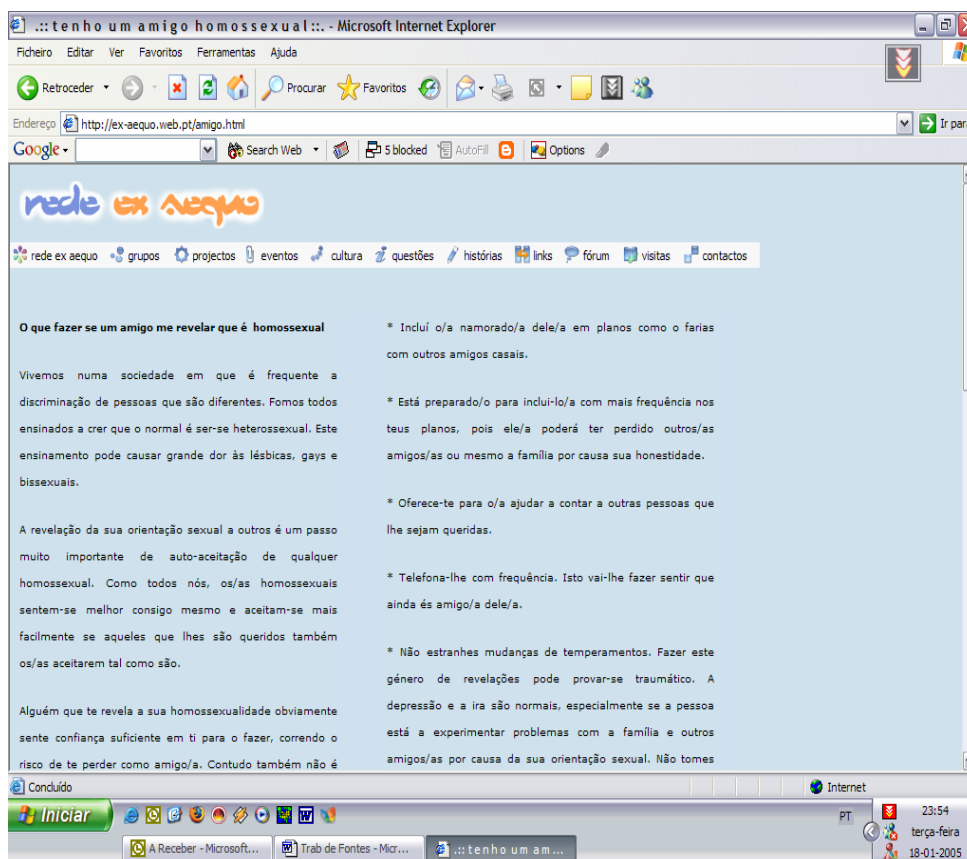 .:: t e n h o u m a m i g o h o m o s s e x u a l ::. - Microsoft Internet Explorer
Ficheiro Editar Ver Favoritos Ferramentas Ajuda
Retroceder Procurar Favoritos
Endereço http://ex-aequo.web.pt/amigo.html Ir para
Google Search Web 5 blocked AutoFill Options
rede ex aequo
rede ex aequo grupos projectos eventos cultura questões histórias links fórum visitas contactos
O que fazer se um amigo me revelar que é homossexual
Vivemos numa sociedade em que é frequente a
discriminação de pessoas que são diferentes. Fomos todos
ensinados a crer que o normal é ser-se heterossexual. Este
ensinamento pode causar grande dor às lésbicas, gays e
bissexuais.
A revelação da sua orientação sexual a outros é um passo
muito importante de auto-aceitação de qualquer
homossexual. Como todos nós, os/as homossexuais
sentem-se melhor consigo mesmo e aceitam-se mais
facilmente se aqueles que lhes são queridos também
os/as aceitarem tal como são.
Alguém que te revela a sua homossexualidade obviamente
sente confiança suficiente em ti para o fazer, correndo o
risco de te perder como amigo/a. Contudo também não é
* Incluí o/a namorado/a dele/a em planos como o farias
com outros amigos casais.
* Está preparado/o para inclui-lo/a com mais frequência nos
teus planos, pois ele/a poderá ter perdido outros/as
amigos/as ou mesmo a família por causa sua honestidade.
* Oferece-te para o/a ajudar a contar a outras pessoas que
lhe sejam queridas.
* Telefona-lhe com frequência. Isto vai-lhe fazer sentir que
ainda és amigo/a dele/a.
* Não estranhes mudanças de temperamentos. Fazer este
género de revelações pode provar-se traumático. A
depressão e a ira são normais, especialmente se a pessoa
está a experimentar problemas com a família e outros
amigos/as por causa da sua orientação sexual. Não tomes
Concluído Internet
Iniciar PT 23:54
terça-feira
A Receber - Microsoft... Trab de Fontes - Micr... .:: t e n h o u m a m ... 18-01-2005